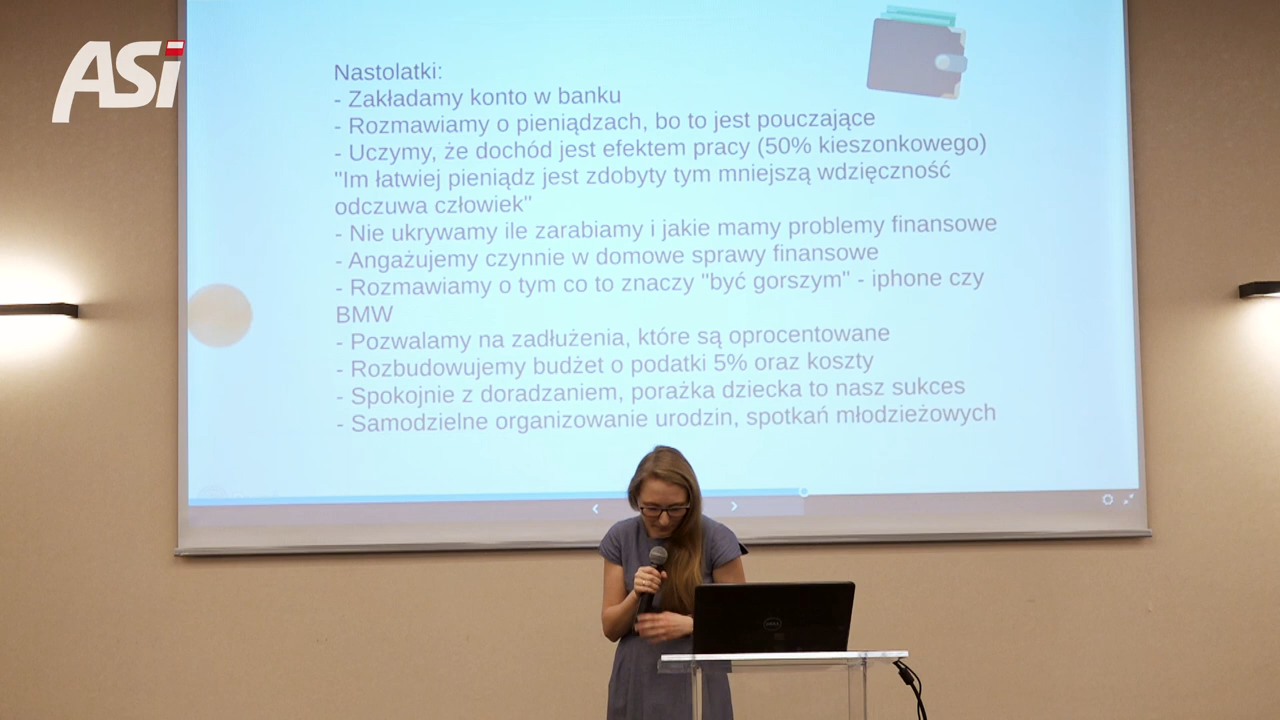 ASi
Nastolatki:
- Zakładamy konto w banku
- Rozmawiamy o pieniądzach, bo to jest pouczające
- Uczymy, że dochód jest efektem pracy (50% kieszonkowego)
"Im łatwiej pieniądz jest zdobyty tym mniejszą wdzięczność
odczuwa człowiek"
- Nie ukrywamy ile zarabiamy i jakie mamy problemy finansowe
- Angażujemy czynnie w domowe sprawy finansowe
- Rozmawiamy o tym co to znaczy "być gorszym" - iphone czy
BMW
- Pozwalamy na zadłużenia, które są oprocentowane
- Rozbudowujemy budżet o podatki 5% oraz koszty
- Spokojnie z doradzaniem, porażka dziecka to nasz sukces
- Samodzielne organizowanie urodzin, spotkań młodzieżowych
DELL